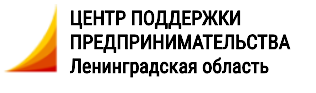 ЦЕНТР ПОДДЕРЖКИ
ПРЕДПРИНИМАТЕЛЬСТВА
Ленинградская область